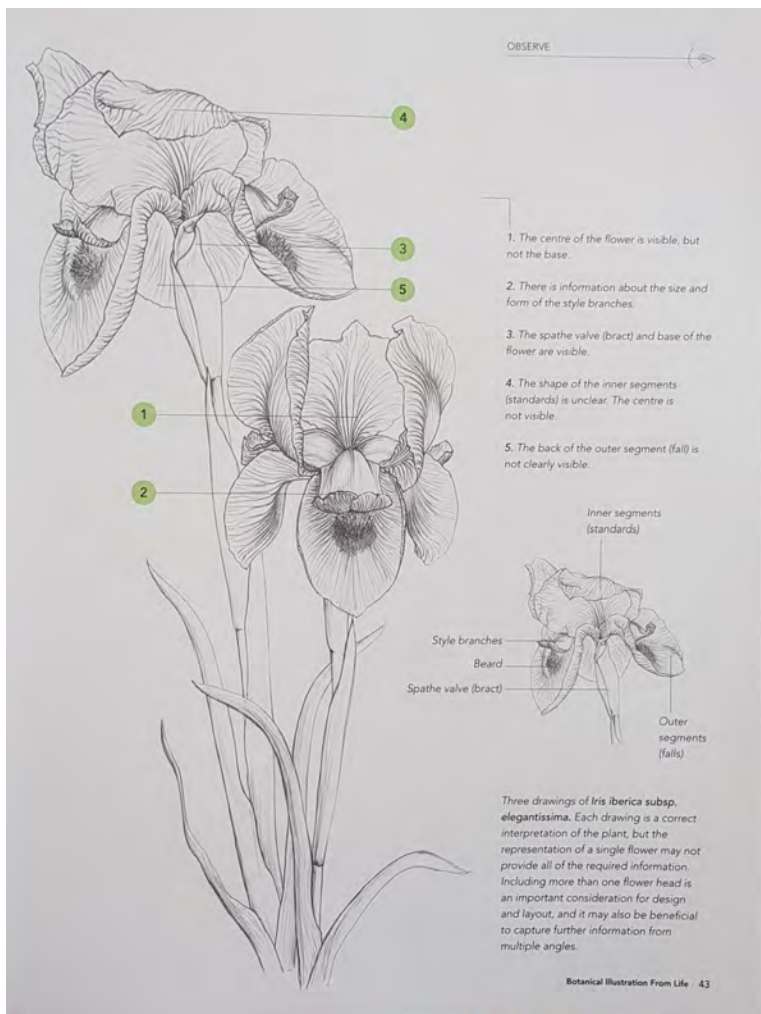 OBSERVE
4
3
5
1
2
1. The centre of the flower is visible, but
not the base.
2. There is information about the size and
form of the style branches.
3. The spathe valve (bract) and base of the
flower are visible.
4. The shape of the inner segments
(standards) is unclear. The centre is
not visible.
5. The back of the outer segment (fall) is
not clearly visible.
Inner segments
(standards)
Style branches
Beard
Spathe valve (bract)
Outer
segments
(falls)
Three drawings of Iris iberica subsp.
elegantissima. Each drawing is a correct
interpretation of the plant, but the
representation of a single flower may not
provide all of the required information.
Including more than one flower head is
an important consideration for design
and layout, and it may also be beneficial
to capture further information from
multiple angles.
Botanical Illustration From Life 43